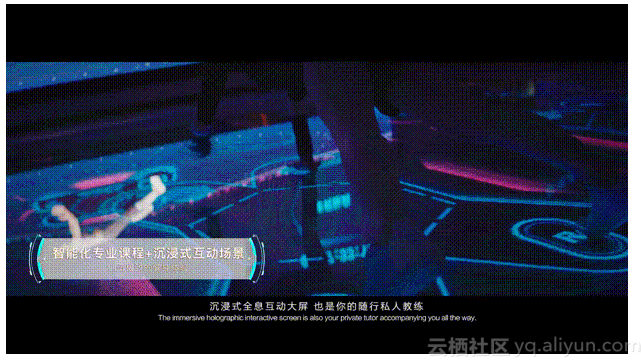 智能化专业课程+沉浸式互动场景
沉浸式全息互动大屏 也是你的随行私人教练
The immersive holographic interactive screen is also your private tutor accompanying you all the way.
云栖社区 yq.aliyun.com